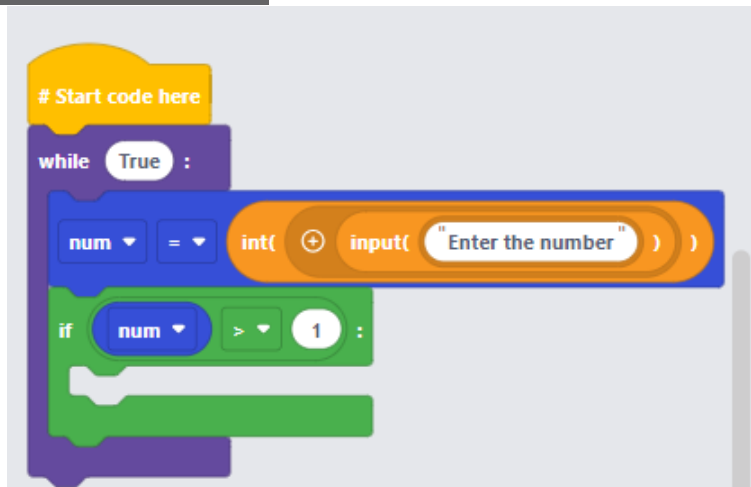 # Start code here
while True :
num = int( input( "Enter the number" ) )
if num > 1 :